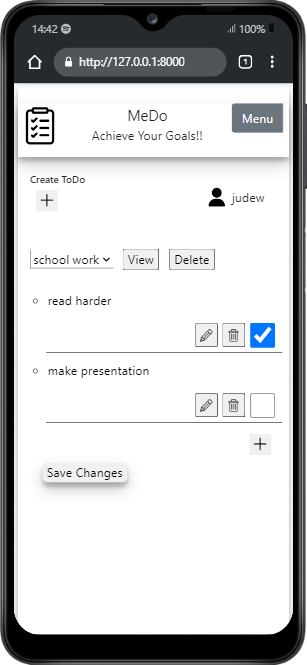 14:42 100%
http://127.0.0.1:8000 1
MeDo
Menu
Achieve Your Goals!!
Create ToDo
judew
school work View Delete
read harder
make presentation
Save Changes